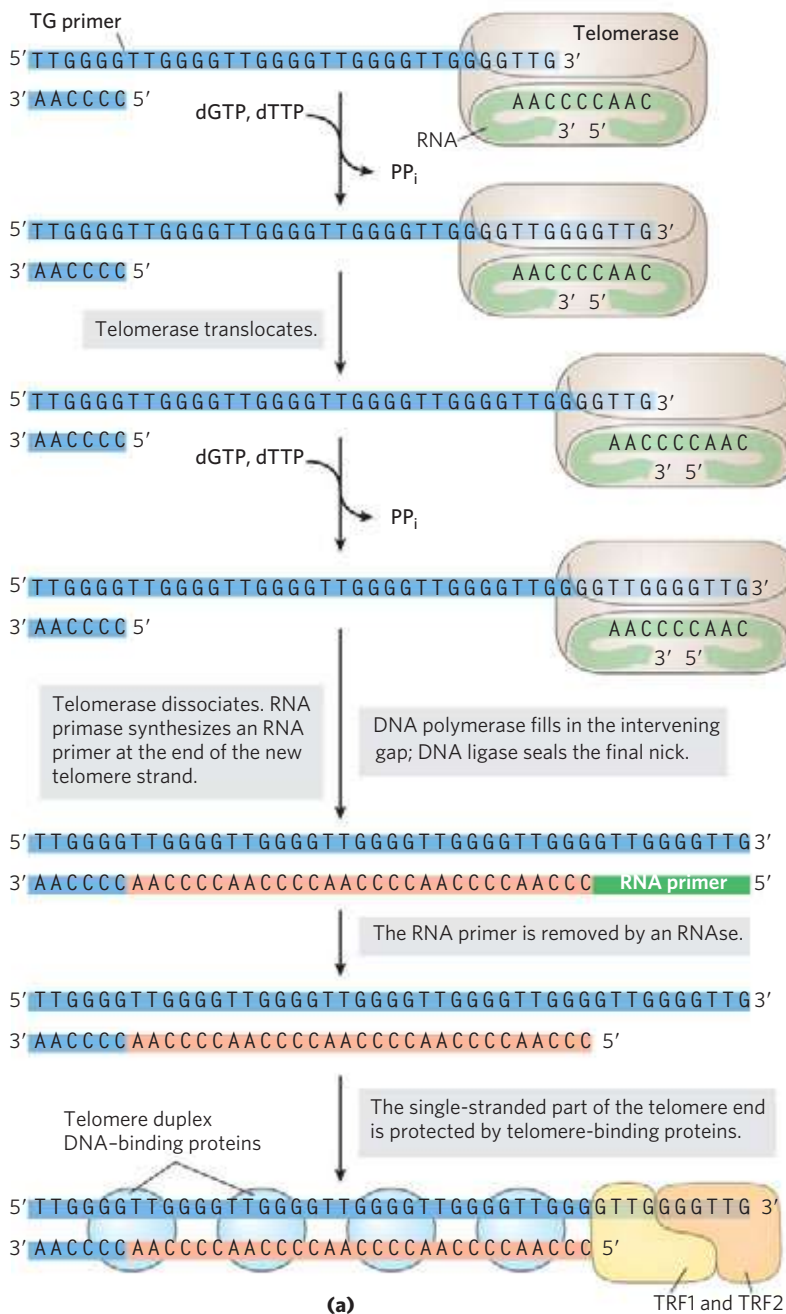 TG primer
Telomerase
5′ TTGGGGTTGGGGTTGGGGTTGGGGTTGGGGTTG 3′
3′ AACCCC 5′
AACCCCAAC
dGTP, dTTP
RNA
3′ 5′
PPi
5′ TTGGGGTTGGGGTTGGGGTTGGGGTTGGGGTTGGGGTTG 3′
3′ AACCCC 5′
AACCCCAAC
3′ 5′
Telomerase translocates.
5′ TTGGGGTTGGGGTTGGGGTTGGGGTTGGGGTTGGGGTTG 3′
3′ AACCCC 5′
AACCCCAAC
dGTP, dTTP
3′ 5′
PPi
5′ TTGGGGTTGGGGTTGGGGTTGGGGTTGGGGTTGGGGTTGGGGTTG 3′
3′ AACCCC 5′
AACCCCAAC
3′ 5′
Telomerase dissociates. RNA
primase synthesizes an RNA
primer at the end of the new
telomere strand.
DNA polymerase fills in the intervening
gap; DNA ligase seals the final nick.
5′ TTGGGGTTGGGGTTGGGGTTGGGGTTGGGGTTGGGGTTGGGGTTG 3′
3′ AACCCCAACCCCAACCCCAACCCCAACCCCAACCC RNA primer 5′
The RNA primer is removed by an RNAse.
5′ TTGGGGTTGGGGTTGGGGTTGGGGTTGGGGTTGGGGTTGGGGTTG 3′
3′ AACCCCAACCCCAACCCCAACCCCAACCCCAACCC 5′
Telomere duplex
DNA–binding proteins
The single-stranded part of the telomere end
is protected by telomere-binding proteins.
5′ TTGGGGTTGGGGTTGGGGTTGGGGTTGGGGTTGGGGTTGGGGTTG 3′
3′ AACCCCAACCCCAACCCCAACCCCAACCCCAACCC 5′
(a)
TRF1 and TRF2